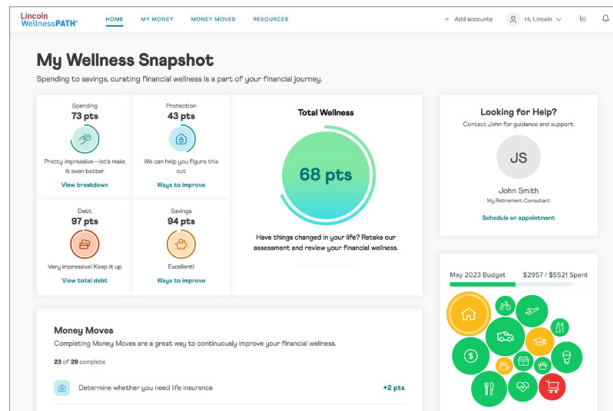 Lincoln
WellnessPATH®
HOME
MY MONEY
MONEY MOVES
RESOURCES
+ Add accounts
Hi, Lincoln
My Wellness Snapshot
Spending to savings, curating financial wellness is a part of your financial journey.
Spending
73 pts
Pretty impressive—let's make
it even better
View breakdown
Protection
43 pts
We can help you figure this
out
Ways to improve
Debt
97 pts
Very impressive! Keep it up
View total debt
Savings
94 pts
Excellent!
Ways to improve
Total Wellness
68 pts
Have things changed in your life? Retake our
assessment and review your financial wellness.
Looking for Help?
Contact John for guidance and support.
JS
John Smith
My Retirement Consultant
Schedule an appointment
May 2023 Budget
$2957 / $5521 Spent
Money Moves
Completing Money Moves are a great way to continuously improve your financial wellness.
23 of 29 complete
Determine whether you need life insurance
+2 pts